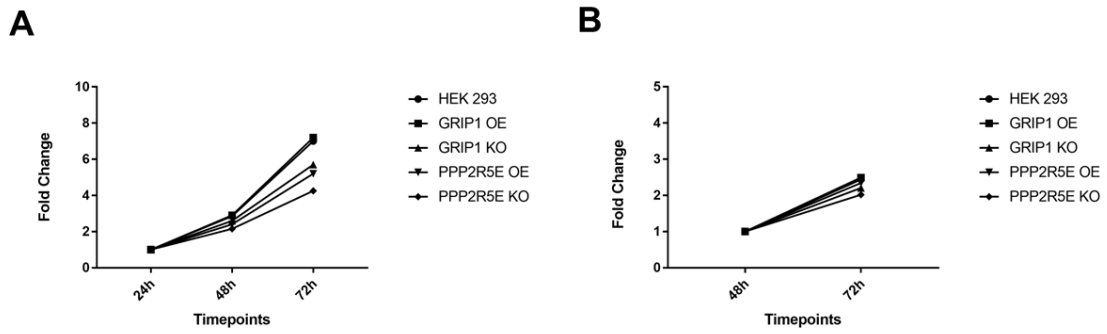 A
Fold Change
10
8
6
4
2
0
24h
48h
72h
Timepoints
HEK 293
GRIP1 OE
GRIP1 KO
PPP2R5E OE
PPP2R5E KO
B
Fold Change
5
4
3
2
1
0
48h
72h
Timepoints
HEK 293
GRIP1 OE
GRIP1 KO
PPP2R5E OE
PPP2R5E KO